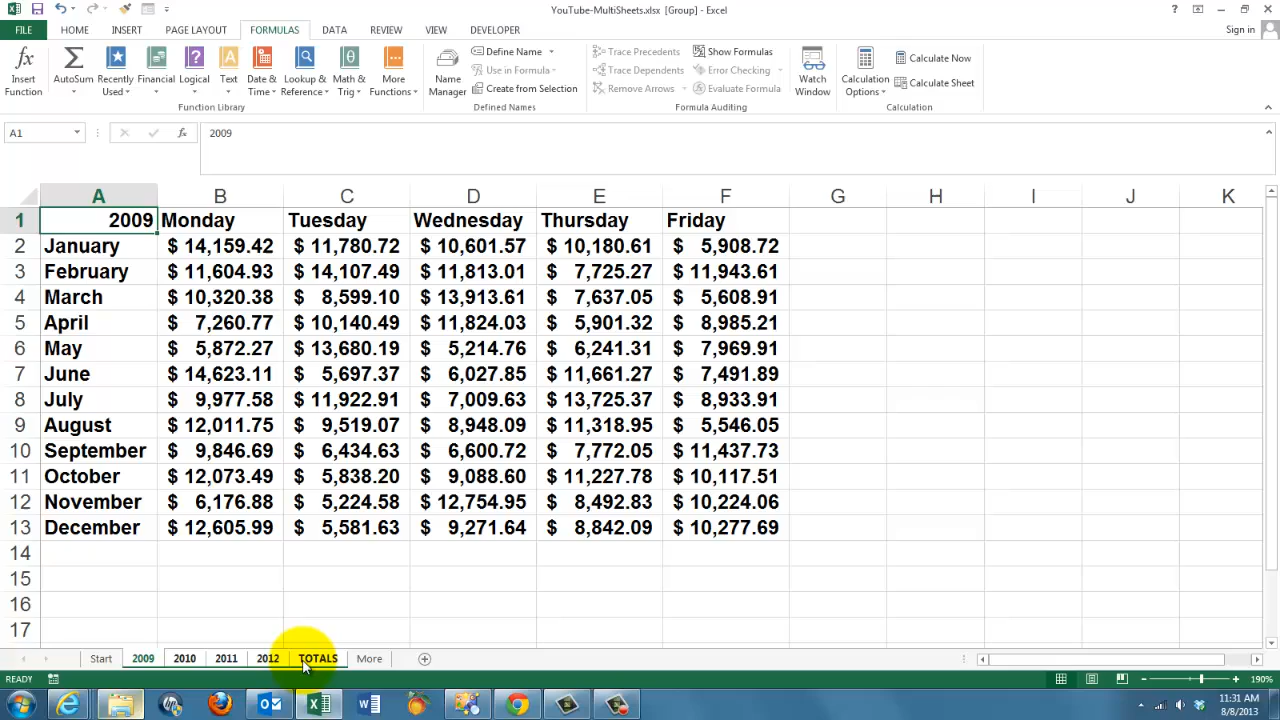 YouTube-MultiSheets.xlsx [Group] - Excel
FILE HOME INSERT PAGE LAYOUT FORMULAS DATA REVIEW VIEW DEVELOPER Sign in
Insert Function
AutoSum
Recently Used
Financial
Logical
Text
Date & Time
Lookup & Reference
Math & Trig
More Functions
Function Library
Name Manager
Define Name
Use in Formula
Create from Selection
Defined Names
Trace Precedents
Trace Dependents
Remove Arrows
Show Formulas
Error Checking
Evaluate Formula
Formula Auditing
Watch Window
Calculation Options
Calculate Now
Calculate Sheet
Calculation
A1 fx 2009
A B C D E F G H I J K
1 2009 Monday Tuesday Wednesday Thursday Friday
2 January $ 14,159.42 $ 11,780.72 $ 10,601.57 $ 10,180.61 $ 5,908.72
3 February $ 11,604.93 $ 14,107.49 $ 11,813.01 $ 7,725.27 $ 11,943.61
4 March $ 10,320.38 $ 8,599.10 $ 13,913.61 $ 7,637.05 $ 5,608.91
5 April $ 7,260.77 $ 10,140.49 $ 11,824.03 $ 5,901.32 $ 8,985.21
6 May $ 5,872.27 $ 13,680.19 $ 5,214.76 $ 6,241.31 $ 7,969.91
7 June $ 14,623.11 $ 5,697.37 $ 6,027.85 $ 11,661.27 $ 7,491.89
8 July $ 9,977.58 $ 11,922.91 $ 7,009.63 $ 13,725.37 $ 8,933.91
9 August $ 12,011.75 $ 9,519.07 $ 8,948.09 $ 11,318.95 $ 5,546.05
10 September $ 9,846.69 $ 6,434.63 $ 6,600.72 $ 7,772.05 $ 11,437.73
11 October $ 12,073.49 $ 5,838.20 $ 9,088.60 $ 11,227.78 $ 10,117.51
12 November $ 6,176.88 $ 5,224.58 $ 12,754.95 $ 8,492.83 $ 10,224.06
13 December $ 12,605.99 $ 5,581.63 $ 9,271.64 $ 8,842.09 $ 10,277.69
14
15
16
17
Start 2009 2010 2011 2012 TOTALS More
READY 190%
11:31 AM
8/8/2013